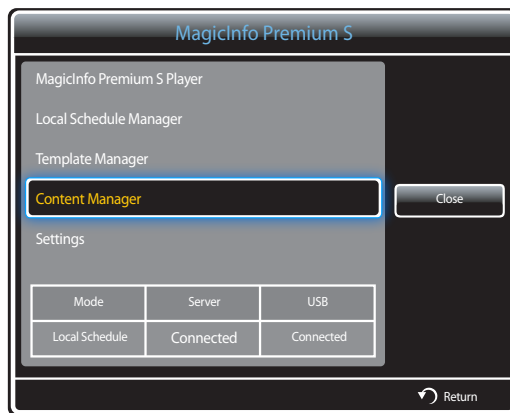 MagicInfo Premium S
MagicInfo Premium S Player
Local Schedule Manager
Template Manager
Content Manager
Close
Settings
Mode Server USB
Local Schedule Connected Connected
Return